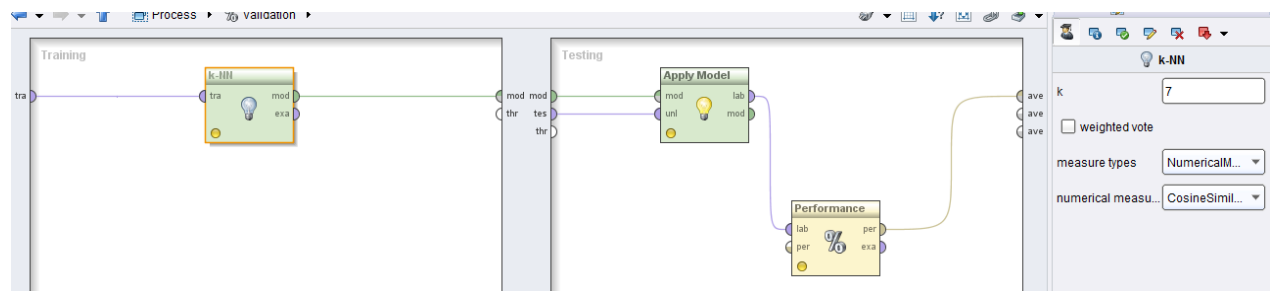 Process
Validation
Training
k-NN
tra
tra
mod
exa
mod
thr
Testing
mod
tes
thr
Apply Model
mod
lab
unl
mod
Performance
lab
per
per
exa
%
ave
ave
ave
k-NN
k
7
weighted vote
measure types
NumericalM...
numerical measu...
CosineSimil...